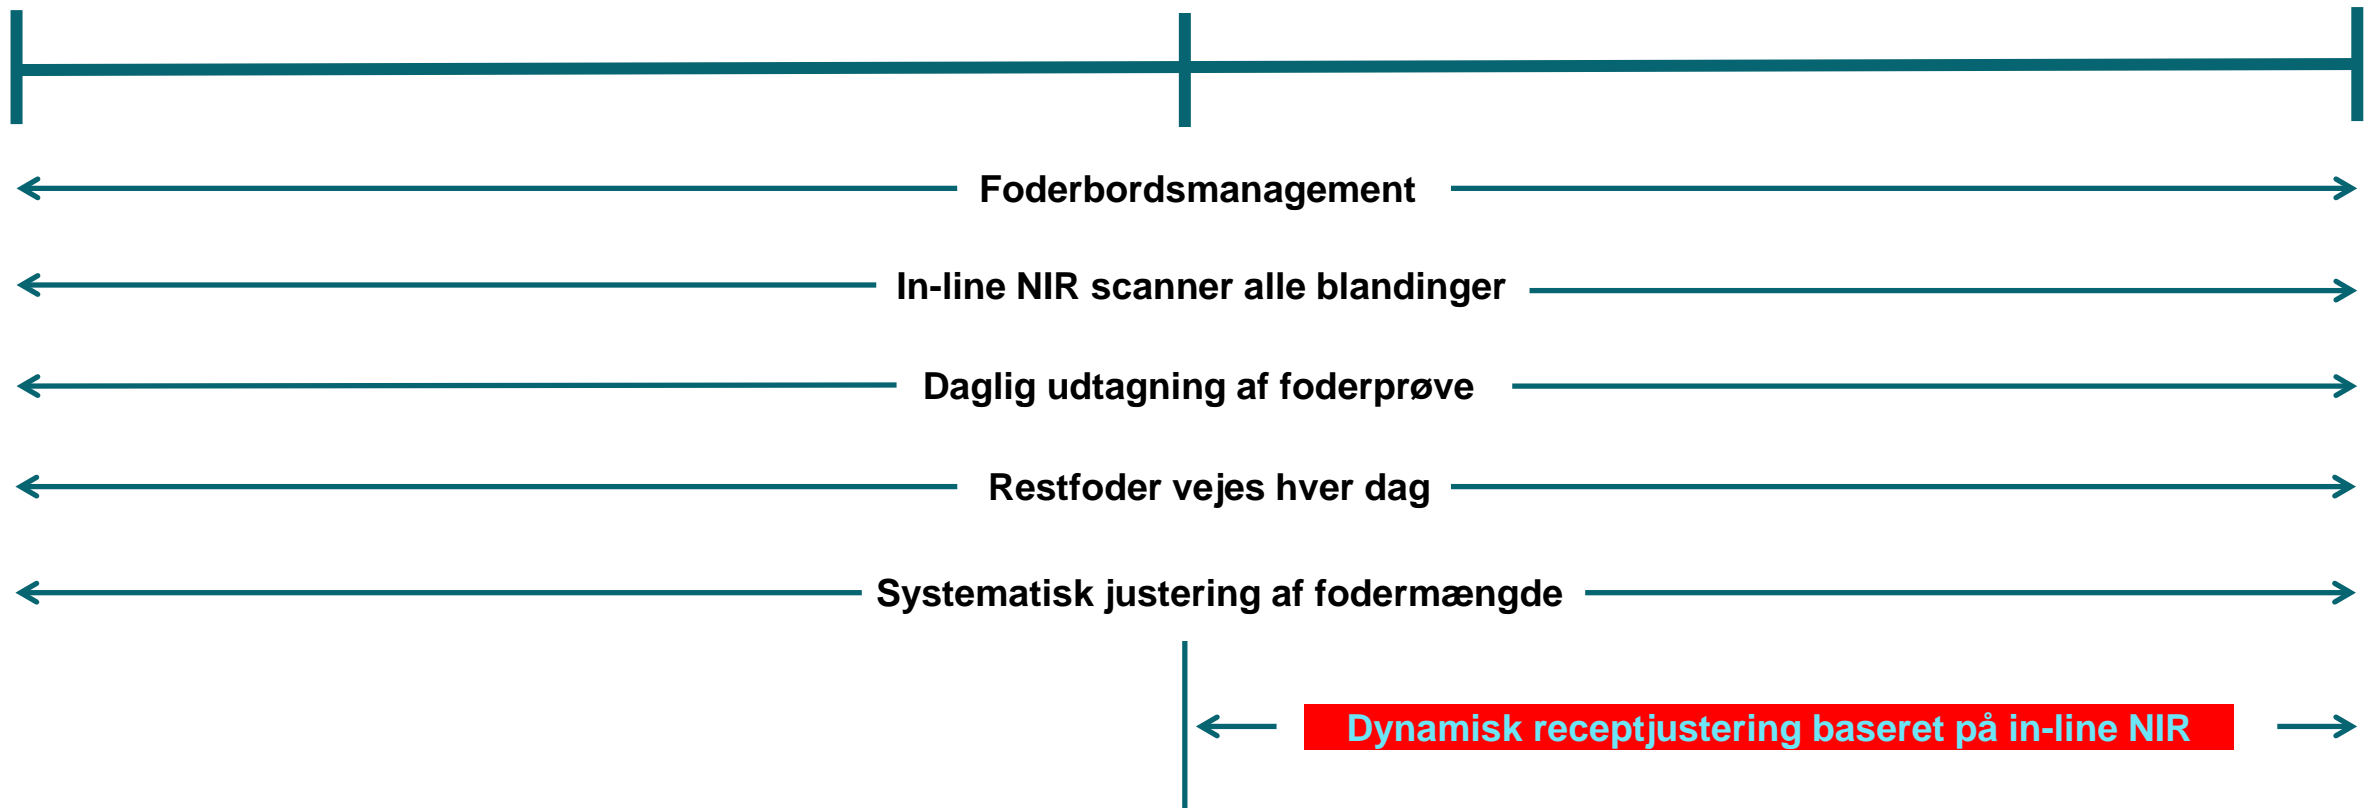 Foderbordsmanagement
In-line NIR scanner alle blandinger
Daglig udtagning af foderprøve
Restfoder vejes hver dag
Systematisk justering af fodermængde
Dynamisk receptjustering baseret på in-line NIR